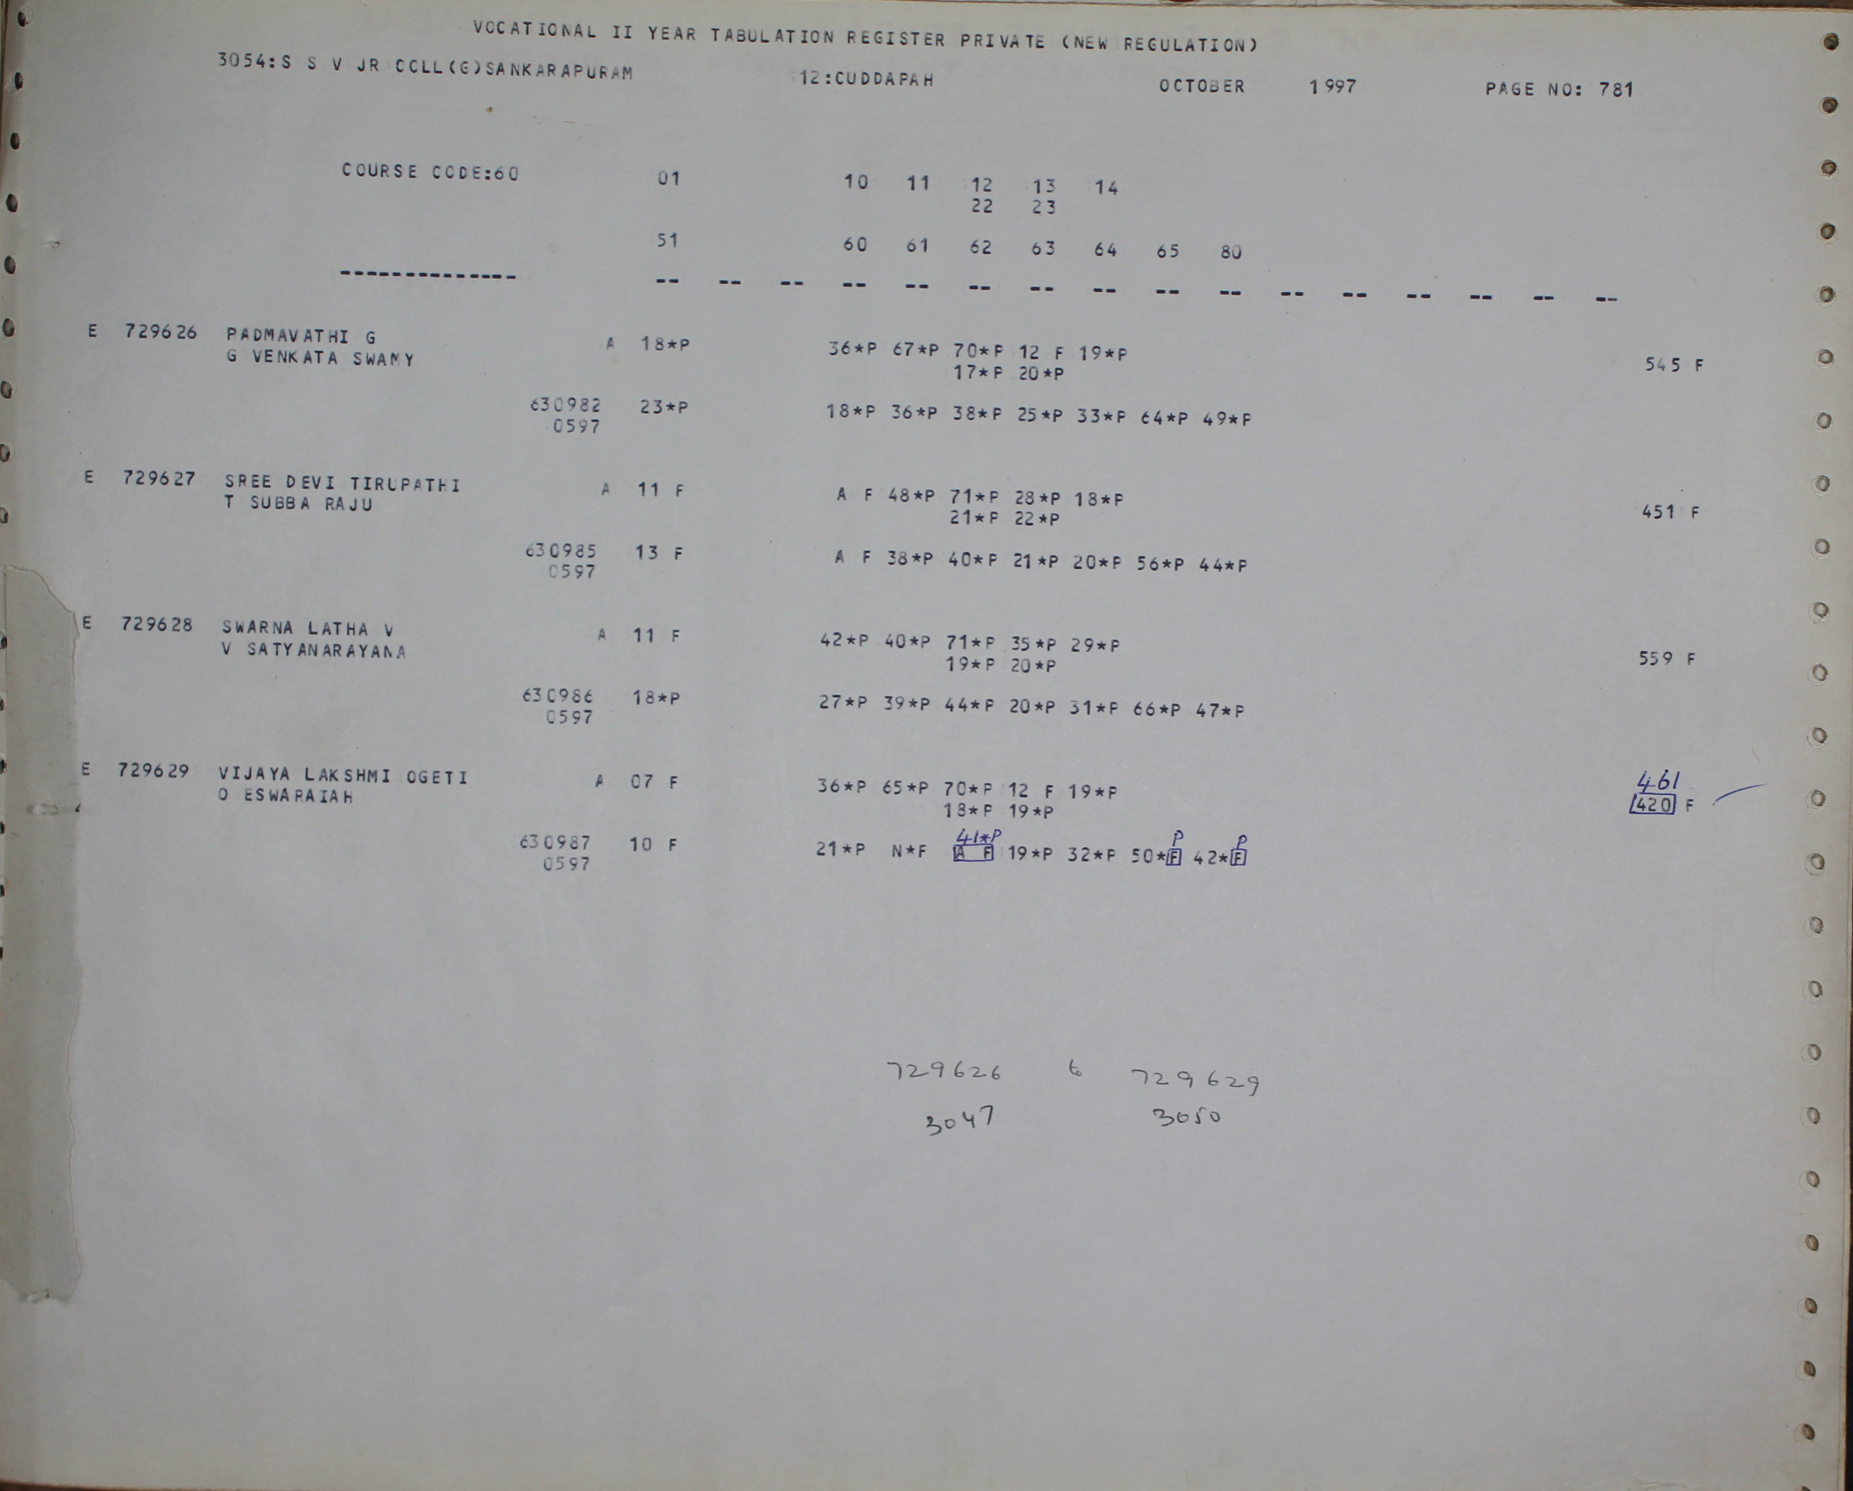 VOCATIONAL II YEAR TABULATION REGISTER PRIVATE (NEW REGULATION)
3054:S S V JR COLL(G)SANKARAPURAM 12:CUDDAPAH OCTOBER 1997 PAGE NO: 781
COURSE CODE:60 01 10 11 12 13 14
22 23
51 60 61 62 63 64 65 80
-------------- -- -- -- -- -- -- -- -- -- -- -- -- -- -- -- --
E 729626 PADMAVATHI G A 18*P 36*P 67*P 70*P 12 F 19*P
G VENKATA SWAMY 17*P 20*P 545 F
630982 23*P 18*P 36*P 38*P 25*P 33*P 64*P 49*P
0597
E 729627 SREE DEVI TIRUPATHI A 11 F A F 48*P 71*P 28*P 18*P
T SUBBA RAJU 21*P 22*P 451 F
630985 13 F A F 38*P 40*P 21*P 20*P 56*P 44*P
0597
E 729628 SWARNA LATHA V A 11 F 42*P 40*P 71*P 35*P 29*P
V SATYANARAYANA 19*P 20*P 559 F
630986 18*P 27*P 39*P 44*P 20*P 31*P 66*P 47*P
0597
E 729629 VIJAYA LAKSHMI OGETI A 07 F 36*P 65*P 70*P 12 F 19*P 461
O ESWARAIAH 18*P 19*P 420 F
41*P P P
630987 10 F 21*P N*F A F 19*P 32*P 50*F 42*F
0597
729626 to 729629
3047 3050